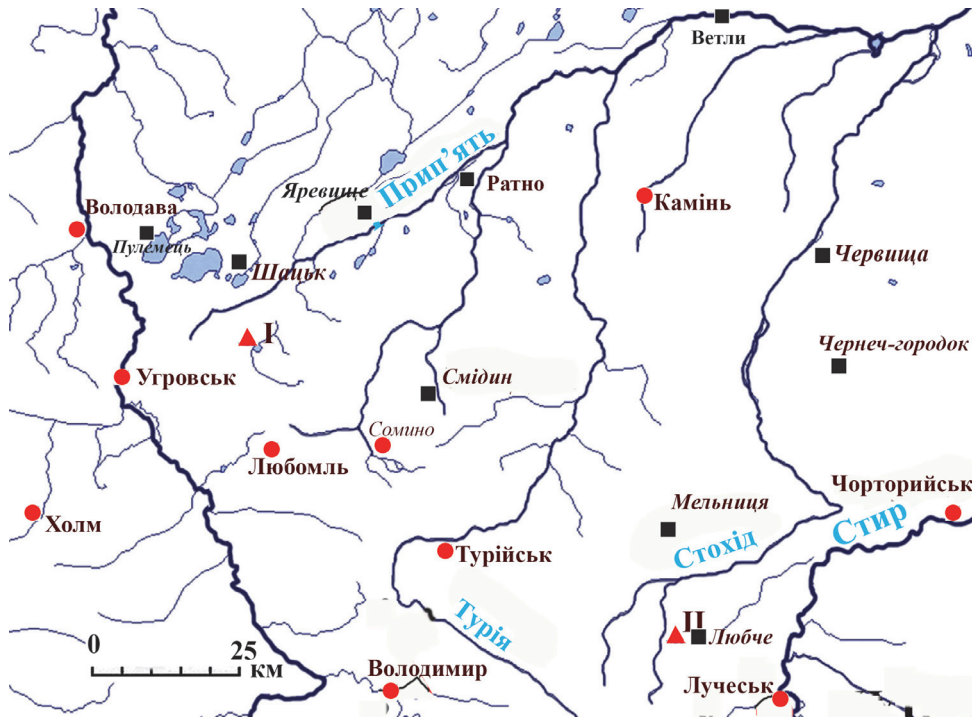 Ветли
Прип’ять
Ратно
Яревище
Камінь
Володава
Пулемець
Шацьк
Червища
I
Чернеч-городок
Угровськ
Смідин
Сомино
Любомль
Чорторийськ
Мельниця
Стир
Холм
Стохід
Турійськ
Турія
II
Любче
0 25
км
Володимир
Лучеськ